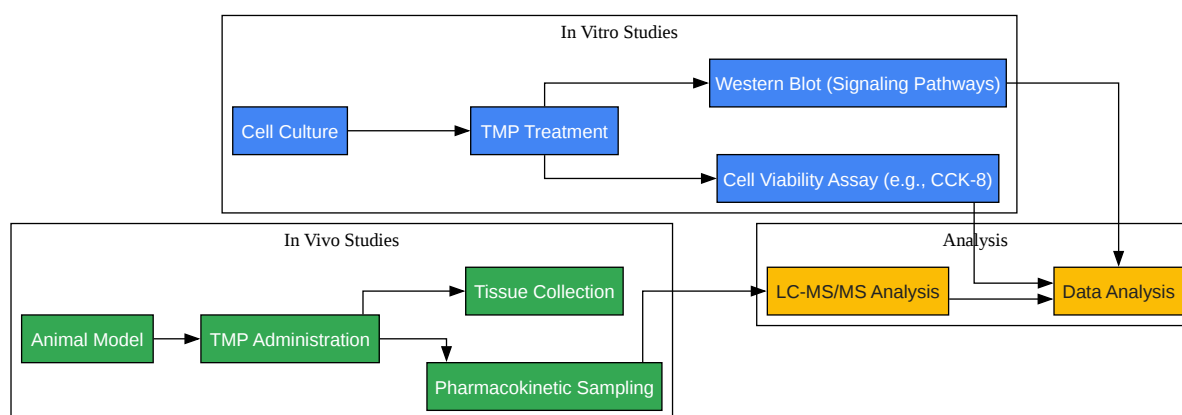 In Vitro Studies
Western Blot (Signaling Pathways)
Cell Culture
TMP Treatment
Cell Viability Assay (e.g., CCK-8)
In Vivo Studies
Analysis
Tissue Collection
LC-MS/MS Analysis
Data Analysis
Animal Model
TMP Administration
Pharmacokinetic Sampling